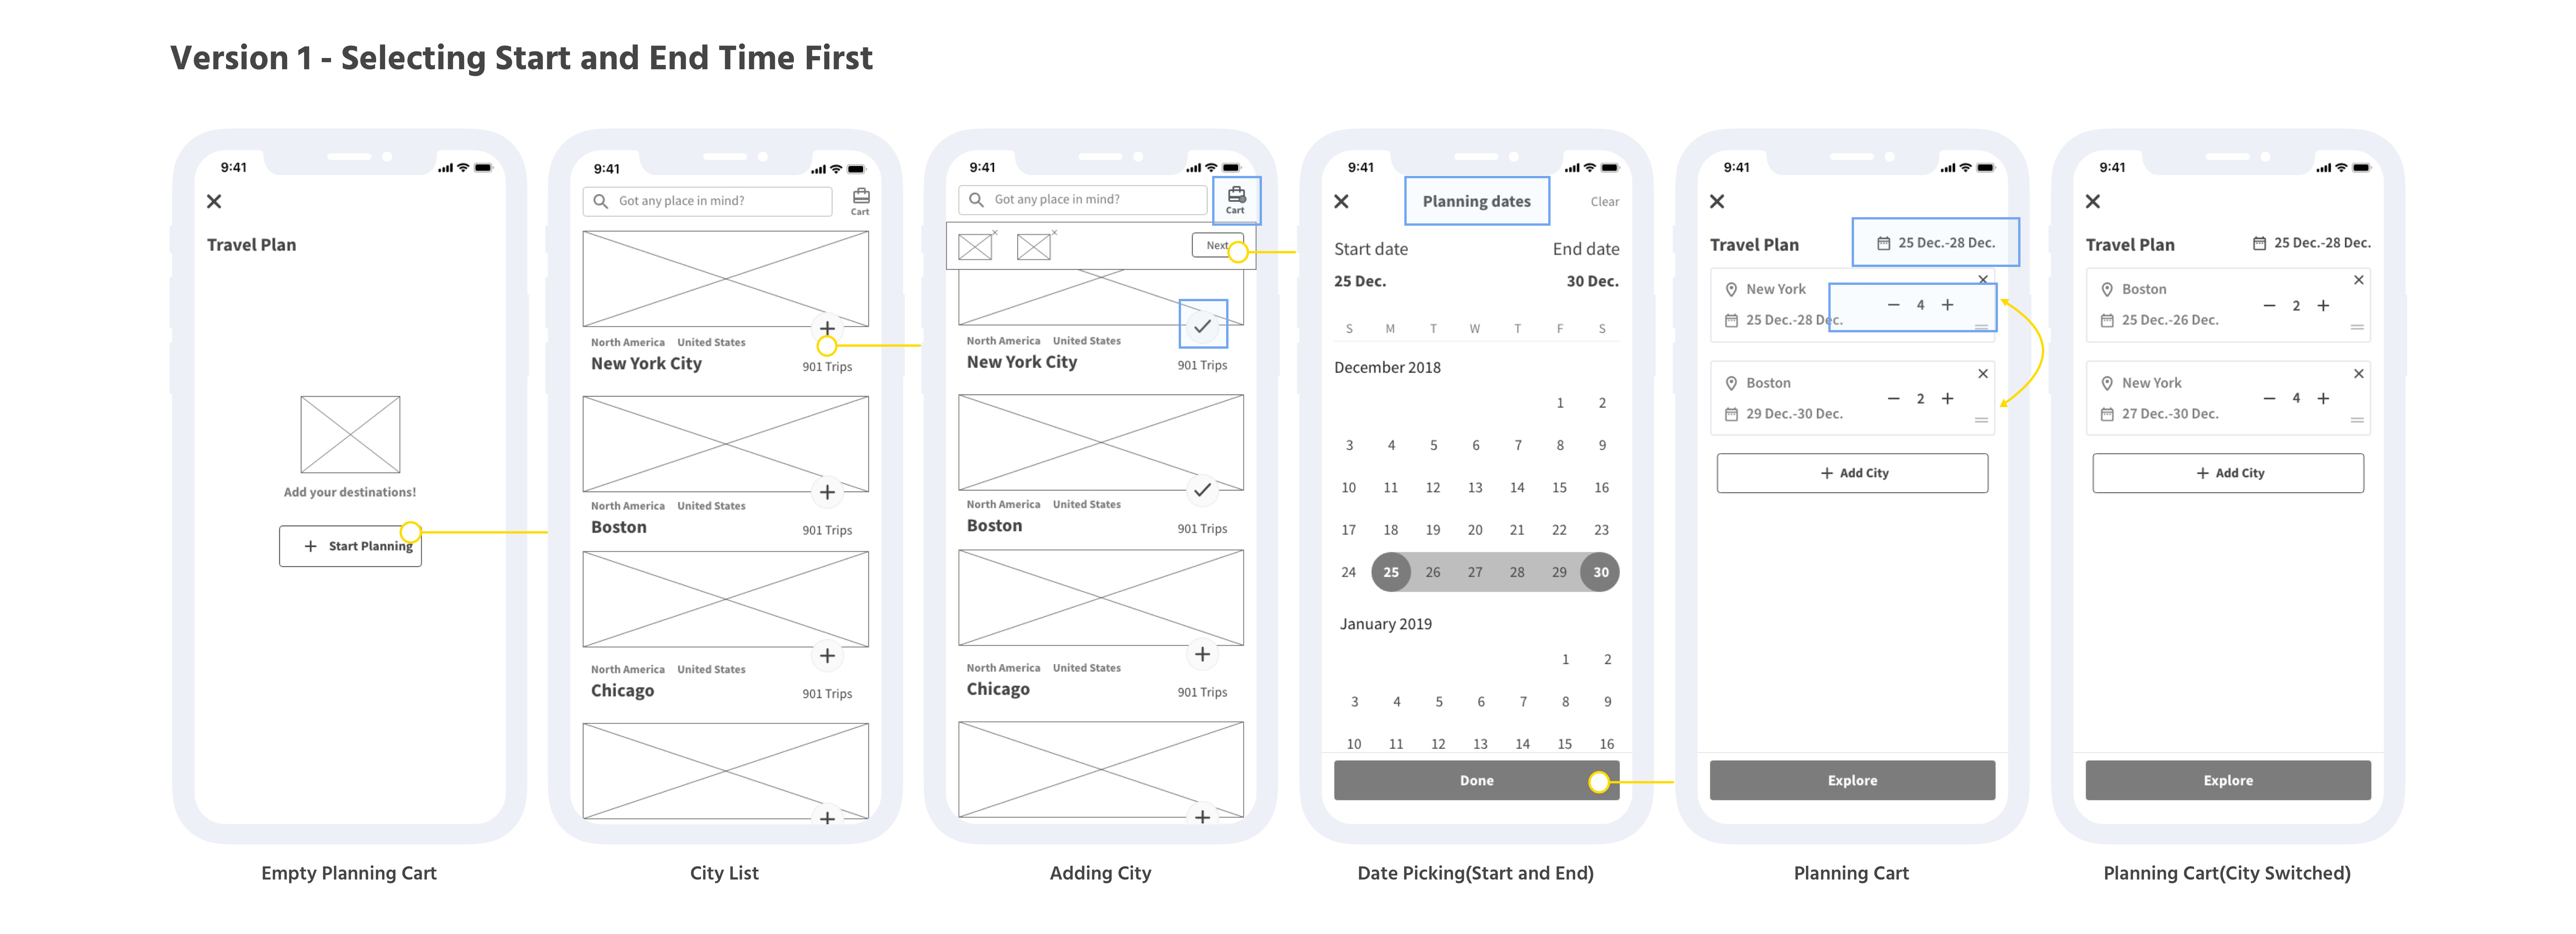 Version 1 - Selecting Start and End Time First
9:41
Travel Plan
Add your destinations!
+ Start Planning
Empty Planning Cart
9:41
Got any place in mind?
Cart
North America United States
New York City 901 Trips
North America United States
Boston 901 Trips
North America United States
Chicago 901 Trips
City List
9:41
Got any place in mind?
Cart
Next
North America United States
New York City 901 Trips
North America United States
Boston 901 Trips
North America United States
Chicago 901 Trips
Adding City
9:41
Planning dates Clear
Start date End date
25 Dec. 30 Dec.
S M T W T F S
December 2018
1 2
3 4 5 6 7 8 9
10 11 12 13 14 15 16
17 18 19 20 21 22 23
24 25 26 27 28 29 30
January 2019
1 2
3 4 5 6 7 8 9
10 11 12 13 14 15 16
Done
Date Picking(Start and End)
9:41
Travel Plan 25 Dec.-28 Dec.
New York
− 4 +
25 Dec.-28 Dec.
Boston
− 2 +
29 Dec.-30 Dec.
+ Add City
Explore
Planning Cart
9:41
Travel Plan 25 Dec.-28 Dec.
Boston
− 2 +
25 Dec.-26 Dec.
New York
− 4 +
27 Dec.-30 Dec.
+ Add City
Explore
Planning Cart(City Switched)